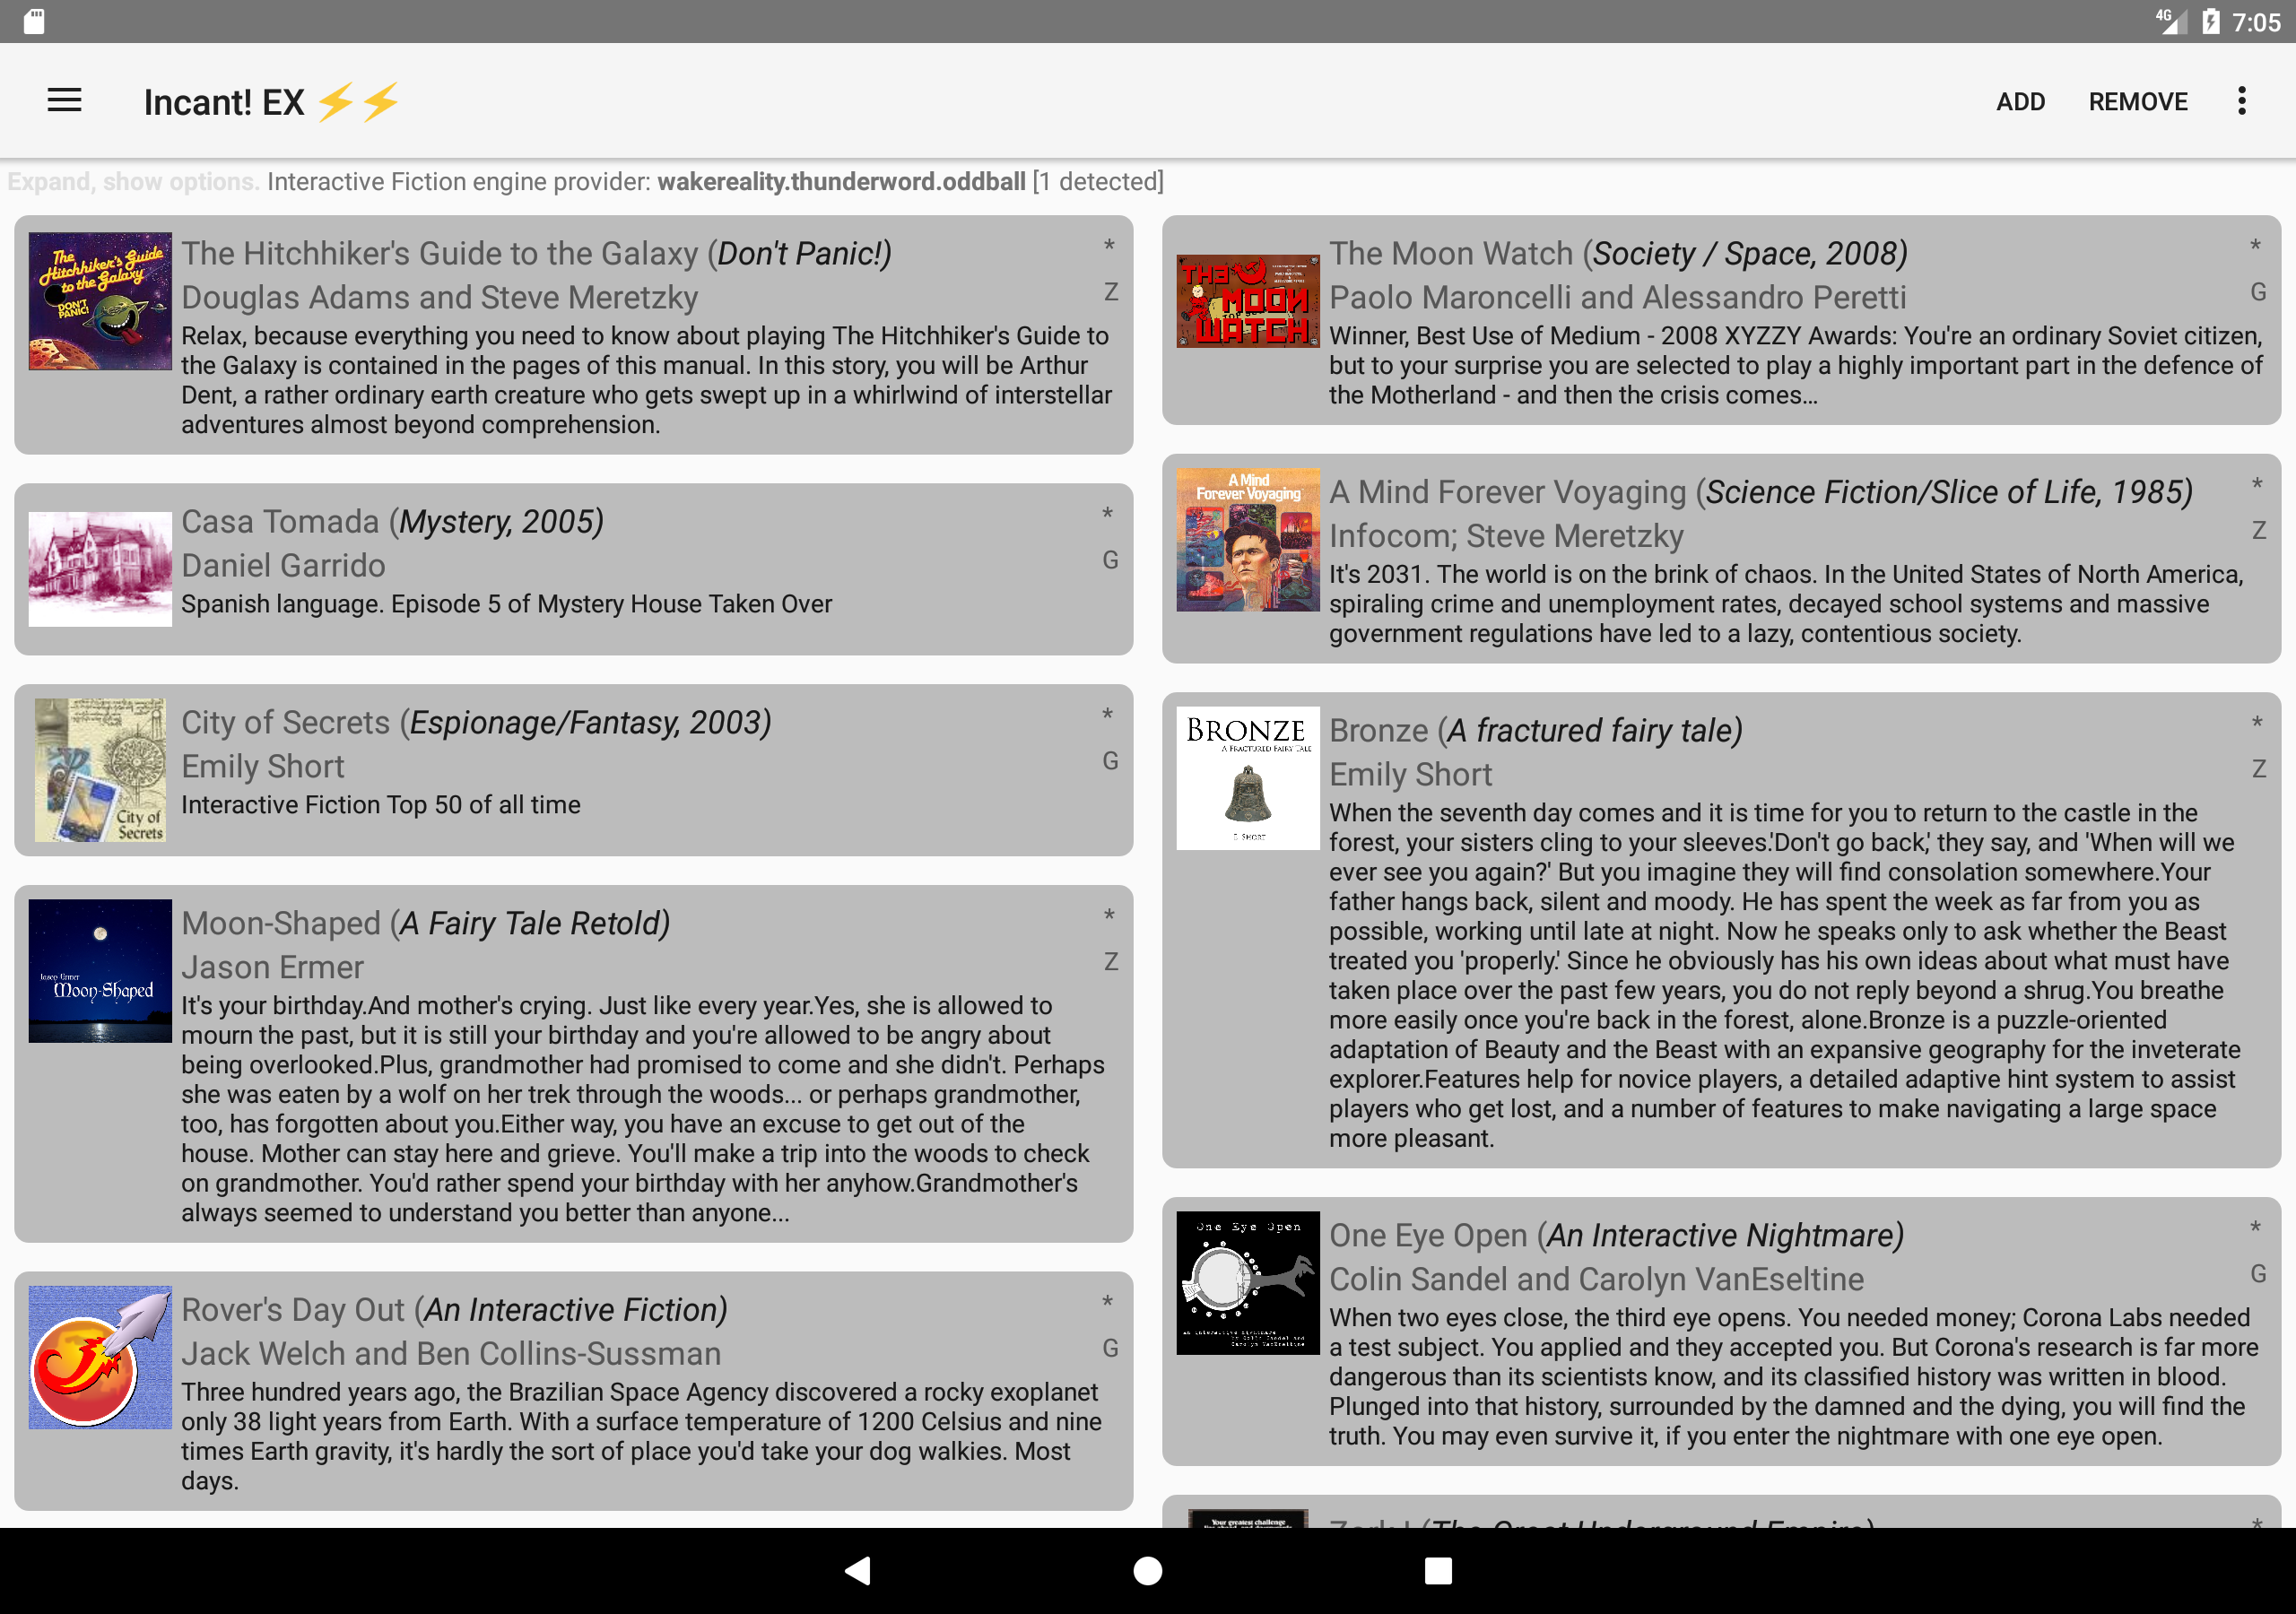 4G 7:05
Incant! EX ⚡⚡
ADD REMOVE
Expand, show options. Interactive Fiction engine provider: wakereality.thunderword.oddball [1 detected]
The
Hitchhiker's Guide
to the Galaxy
DON'T
PANIC!
The Hitchhiker's Guide to the Galaxy (Don't Panic!) *
Douglas Adams and Steve Meretzky Z
Relax, because everything you need to know about playing The Hitchhiker's Guide to
the Galaxy is contained in the pages of this manual. In this story, you will be Arthur
Dent, a rather ordinary earth creature who gets swept up in a whirlwind of interstellar
adventures almost beyond comprehension.
Casa Tomada (Mystery, 2005) *
Daniel Garrido G
Spanish language. Episode 5 of Mystery House Taken Over
City of
Secrets
City of Secrets (Espionage/Fantasy, 2003) *
Emily Short G
Interactive Fiction Top 50 of all time
Jason Ermer
Moon-Shaped
Moon-Shaped (A Fairy Tale Retold) *
Jason Ermer Z
It's your birthday.And mother's crying. Just like every year.Yes, she is allowed to
mourn the past, but it is still your birthday and you're allowed to be angry about
being overlooked.Plus, grandmother had promised to come and she didn't. Perhaps
she was eaten by a wolf on her trek through the woods... or perhaps grandmother,
too, has forgotten about you.Either way, you have an excuse to get out of the
house. Mother can stay here and grieve. You'll make a trip into the woods to check
on grandmother. You'd rather spend your birthday with her anyhow.Grandmother's
always seemed to understand you better than anyone...
Rover's Day Out (An Interactive Fiction) *
Jack Welch and Ben Collins-Sussman G
Three hundred years ago, the Brazilian Space Agency discovered a rocky exoplanet
only 38 light years from Earth. With a surface temperature of 1200 Celsius and nine
times Earth gravity, it's hardly the sort of place you'd take your dog walkies. Most
days.
THE
MOON
WATCH
The Moon Watch (Society / Space, 2008) *
Paolo Maroncelli and Alessandro Peretti G
Winner, Best Use of Medium - 2008 XYZZY Awards: You're an ordinary Soviet citizen,
but to your surprise you are selected to play a highly important part in the defence of
the Motherland - and then the crisis comes…
A Mind
Forever Voyaging
A Mind Forever Voyaging (Science Fiction/Slice of Life, 1985) *
Infocom; Steve Meretzky Z
It's 2031. The world is on the brink of chaos. In the United States of North America,
spiraling crime and unemployment rates, decayed school systems and massive
government regulations have led to a lazy, contentious society.
BRONZE
A FRACTURED FAIRY TALE
E SHORT
Bronze (A fractured fairy tale) *
Emily Short Z
When the seventh day comes and it is time for you to return to the castle in the
forest, your sisters cling to your sleeves.'Don't go back,' they say, and 'When will we
ever see you again?' But you imagine they will find consolation somewhere.Your
father hangs back, silent and moody. He has spent the week as far from you as
possible, working until late at night. Now he speaks only to ask whether the Beast
treated you 'properly.' Since he obviously has his own ideas about what must have
taken place over the past few years, you do not reply beyond a shrug.You breathe
more easily once you're back in the forest, alone.Bronze is a puzzle-oriented
adaptation of Beauty and the Beast with an expansive geography for the inveterate
explorer.Features help for novice players, a detailed adaptive hint system to assist
players who get lost, and a number of features to make navigating a large space
more pleasant.
One Eye Open
An Interactive Nightmare
by Colin Sandel and
Carolyn VanEseltine
One Eye Open (An Interactive Nightmare) *
Colin Sandel and Carolyn VanEseltine G
When two eyes close, the third eye opens. You needed money; Corona Labs needed
a test subject. You applied and they accepted you. But Corona's research is far more
dangerous than its scientists know, and its classified history was written in blood.
Plunged into that history, surrounded by the damned and the dying, you will find the
truth. You may even survive it, if you enter the nightmare with one eye open.
Your greatest challenge
Zork I (The Great Underground Empire) *